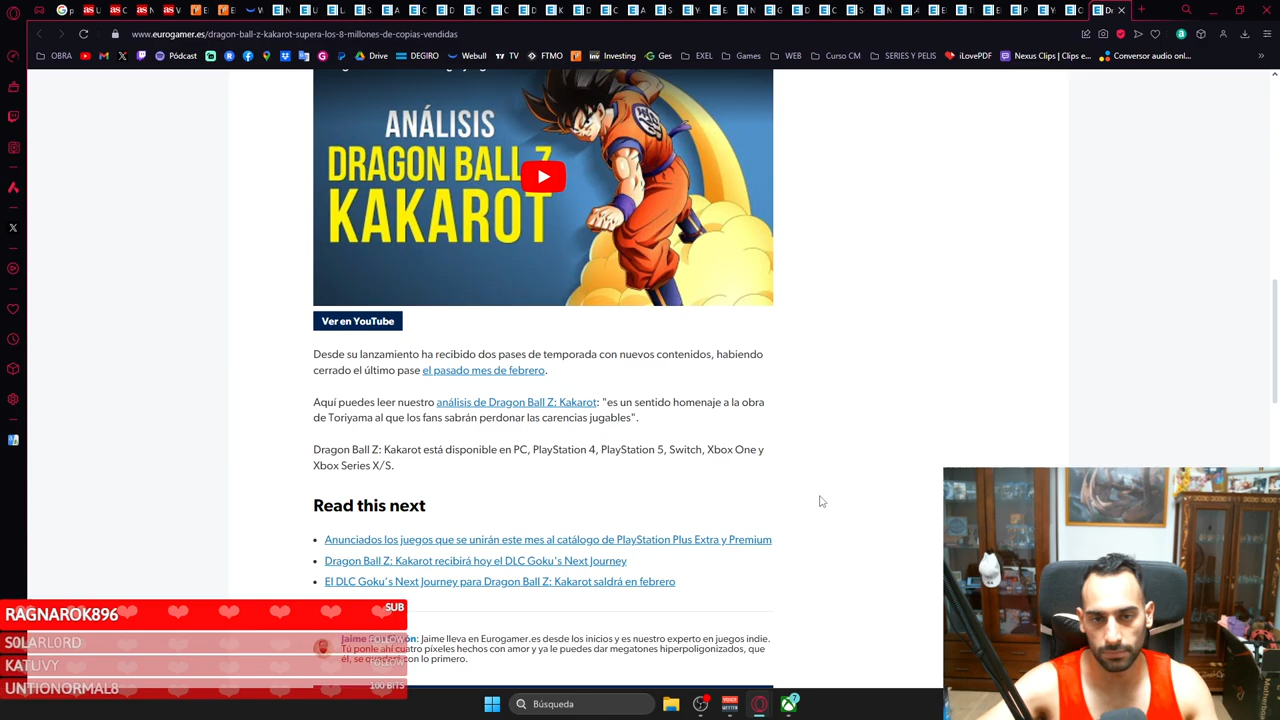 www.eurogamer.es/dragon-ball-z-kakarot-supera-los-8-millones-de-copias-vendidas
OBRA
Pódcast
Drive
DEGIRO
Webull
TV
FTMO
Investing
Ges
EXEL
Games
WEB
Curso CM
SERIES Y PELIS
iLovePDF
Nexus Clips | Clips e...
Conversor audio onl...
ANÁLISIS
DRAGON BALL Z
KAKAROT
Ver en YouTube
Desde su lanzamiento ha recibido dos pases de temporada con nuevos contenidos, habiendo
cerrado el último pase el pasado mes de febrero.
Aquí puedes leer nuestro análisis de Dragon Ball Z: Kakarot: "es un sentido homenaje a la obra
de Toriyama al que los fans sabrán perdonar las carencias jugables".
Dragon Ball Z: Kakarot está disponible en PC, PlayStation 4, PlayStation 5, Switch, Xbox One y
Xbox Series X/S.
Read this next
Anunciados los juegos que se unirán este mes al catálogo de PlayStation Plus Extra y Premium
Dragon Ball Z: Kakarot recibirá hoy el DLC Goku's Next Journey
El DLC Goku's Next Journey para Dragon Ball Z: Kakarot saldrá en febrero
RAGNAROK896
SUB
S0LARL0RD
FOLLOW
KATUVY
FOLLOW
UNTIONORMAL8
100 BITS
Jaime lleva en Eurogamer.es desde los inicios y es nuestro experto en juegos indie.
Tú ponle ahí cuatro píxeles hechos con amor y ya le puedes dar megatones hiperpoligonizados, que
con lo primero.
Búsqueda
7